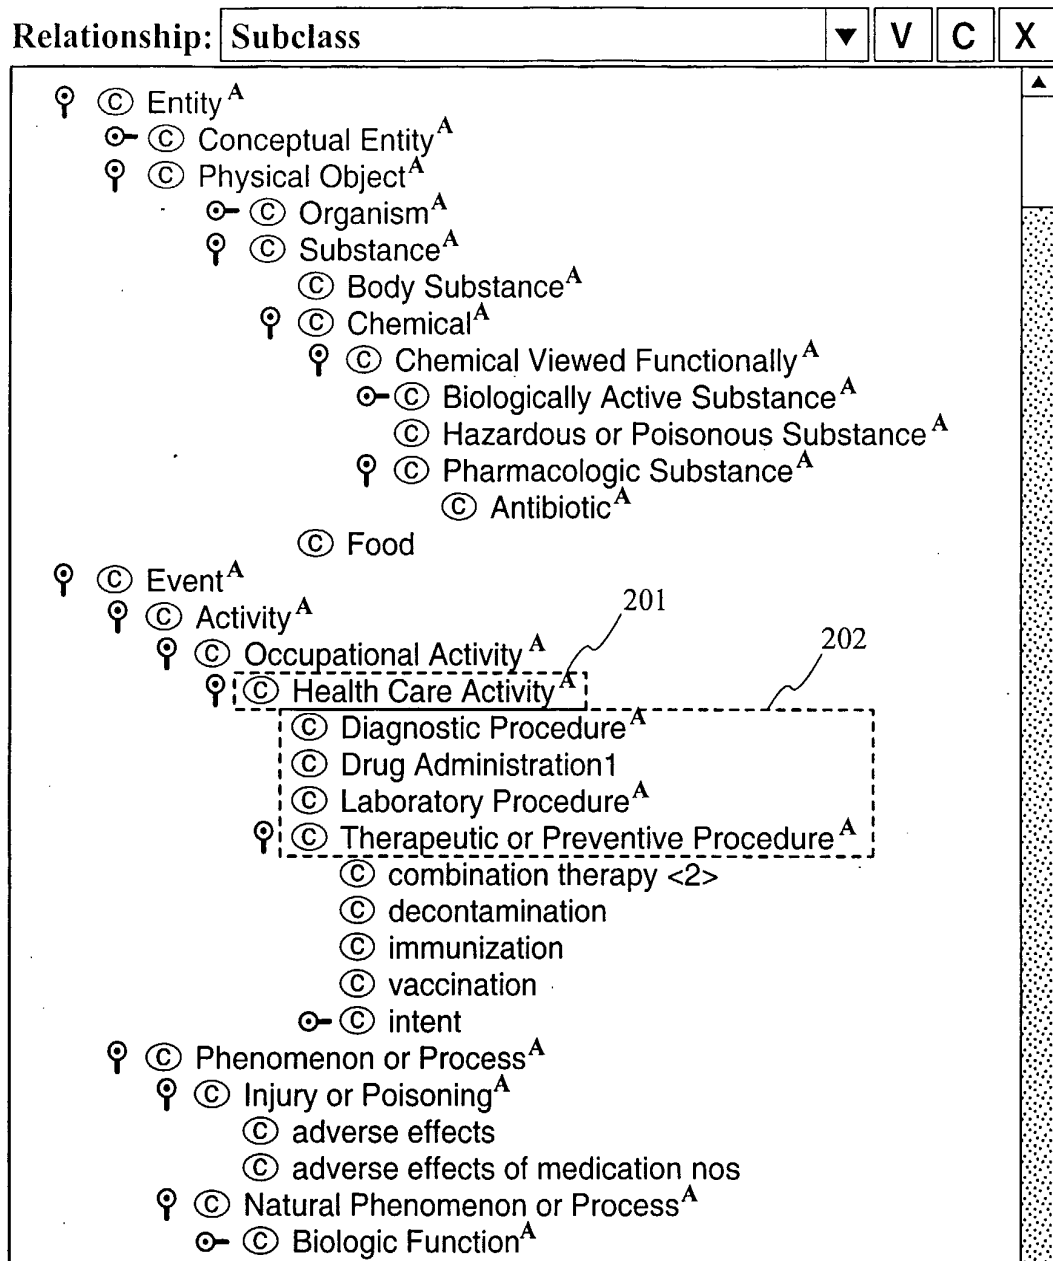 Relationship: Subclass ▼ V C X
Ⓒ Entity A
Ⓒ Conceptual Entity A
Ⓒ Physical Object A
Ⓒ Organism A
Ⓒ Substance A
Ⓒ Body Substance A
Ⓒ Chemical A
Ⓒ Chemical Viewed Functionally A
Ⓒ Biologically Active Substance A
Ⓒ Hazardous or Poisonous Substance A
Ⓒ Pharmacologic Substance A
Ⓒ Antibiotic A
Ⓒ Food
Ⓒ Event A
201
Ⓒ Activity A
202
Ⓒ Occupational Activity A
Ⓒ Health Care Activity A
Ⓒ Diagnostic Procedure A
Ⓒ Drug Administration1
Ⓒ Laboratory Procedure A
Ⓒ Therapeutic or Preventive Procedure A
Ⓒ combination therapy <2>
Ⓒ decontamination
Ⓒ immunization
Ⓒ vaccination
Ⓒ intent
Ⓒ Phenomenon or Process A
Ⓒ Injury or Poisoning A
Ⓒ adverse effects
Ⓒ adverse effects of medication nos
Ⓒ Natural Phenomenon or Process A
Ⓒ Biologic Function A